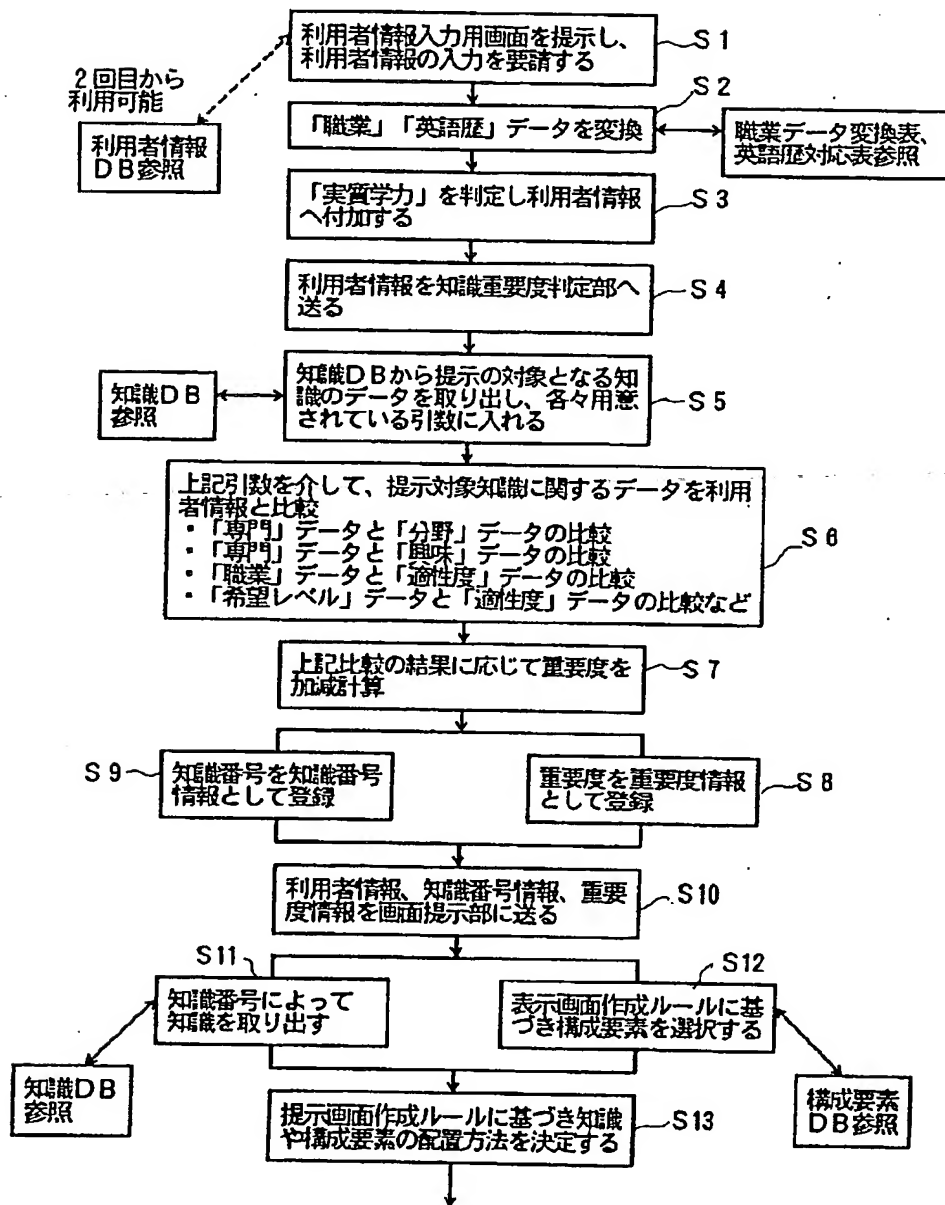 利用者情報入力用画面を提示し、
利用者情報の入力を要請する
S1
2回目から
利用可能
利用者情報
DB参照
S2
「職業」「英語歴」データを変換
職業データ変換表、
英語歴対応表参照
「実質学力」を判定し利用者情報
へ付加する
S3
利用者情報を知識重要度判定部へ
送る
S4
知識DB
参照
知識DBから提示の対象となる知
識のデータを取り出し、各々用意
されている引数に入れる
S5
上記引数を介して、提示対象知識に関するデータを利用
者情報と比較
・「専門」データと「分野」データの比較
・「専門」データと「興味」データの比較
・「職業」データと「適性度」データの比較
・「希望レベル」データと「適性度」データの比較など
S6
上記比較の結果に応じて重要度を
加減計算
S7
S9
知識番号を知識番号
情報として登録
重要度を重要度情報
として登録
S8
利用者情報、知識番号情報、重要
度情報を画面提示部に送る
S10
S11
知識番号によって
知識を取り出す
S12
表示画面作成ルールに基
づき構成要素を選択する
知識DB
参照
構成要素
DB参照
提示画面作成ルールに基づき知識
や構成要素の配置方法を決定する
S13